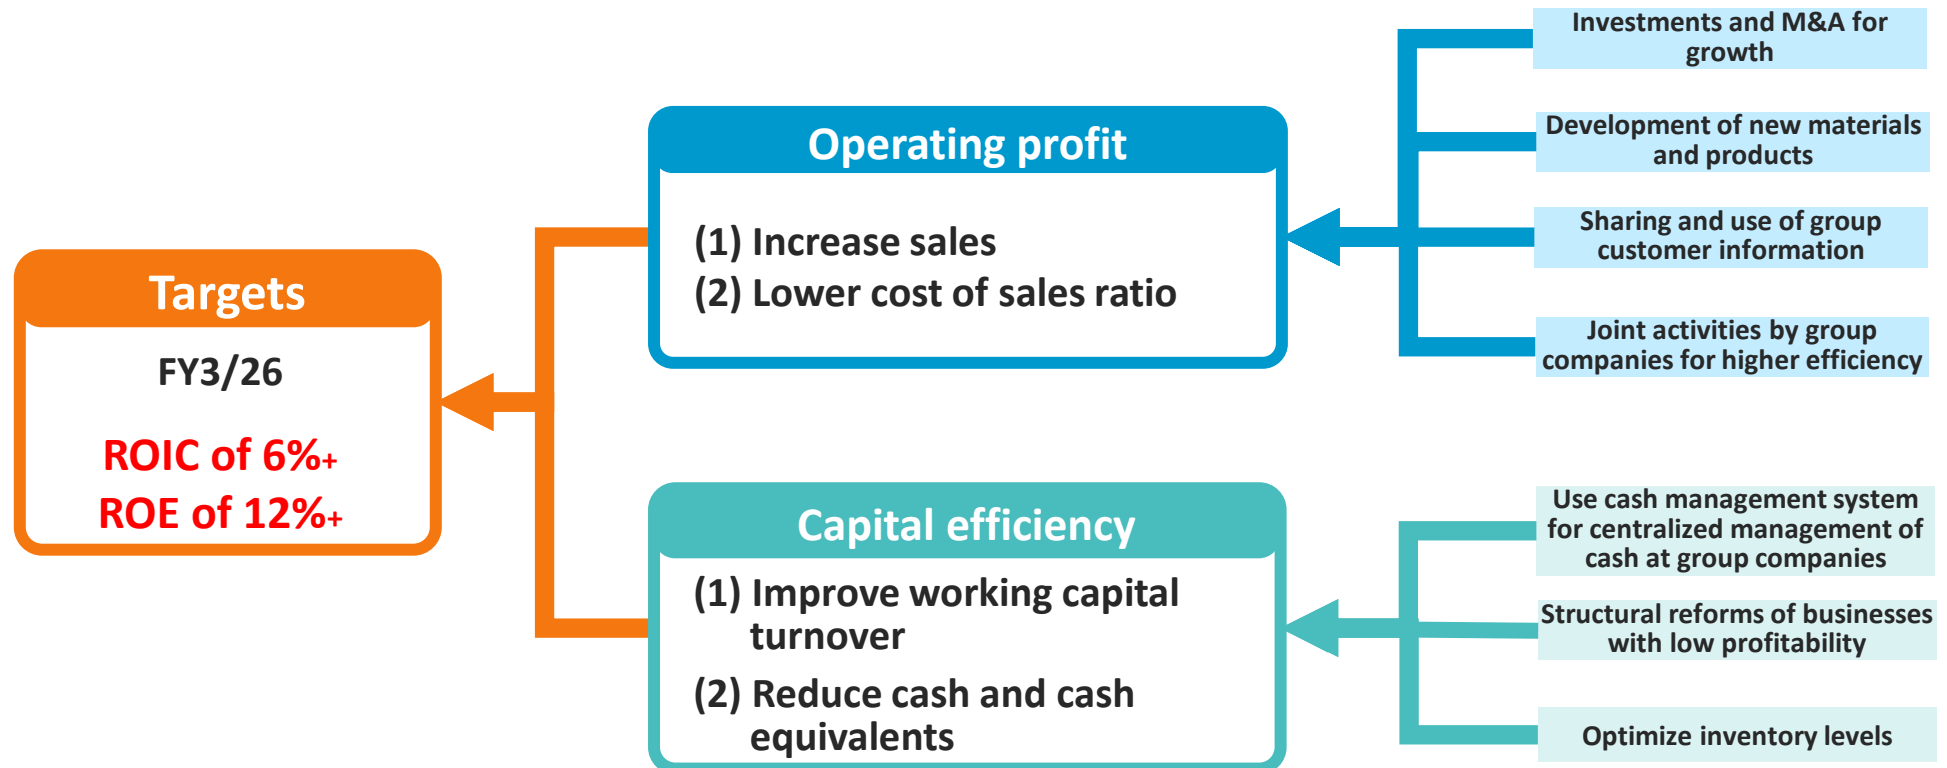 Targets
FY3/26
ROIC of 6%+
ROE of 12%+
Operating profit
(1) Increase sales
(2) Lower cost of sales ratio
Capital efficiency
(1) Improve working capital
turnover
(2) Reduce cash and cash
equivalents
Investments and M&A for
growth
Development of new materials
and products
Sharing and use of group
customer information
Joint activities by group
companies for higher efficiency
Use cash management system
for centralized management of
cash at group companies
Structural reforms of businesses
with low profitability
Optimize inventory levels